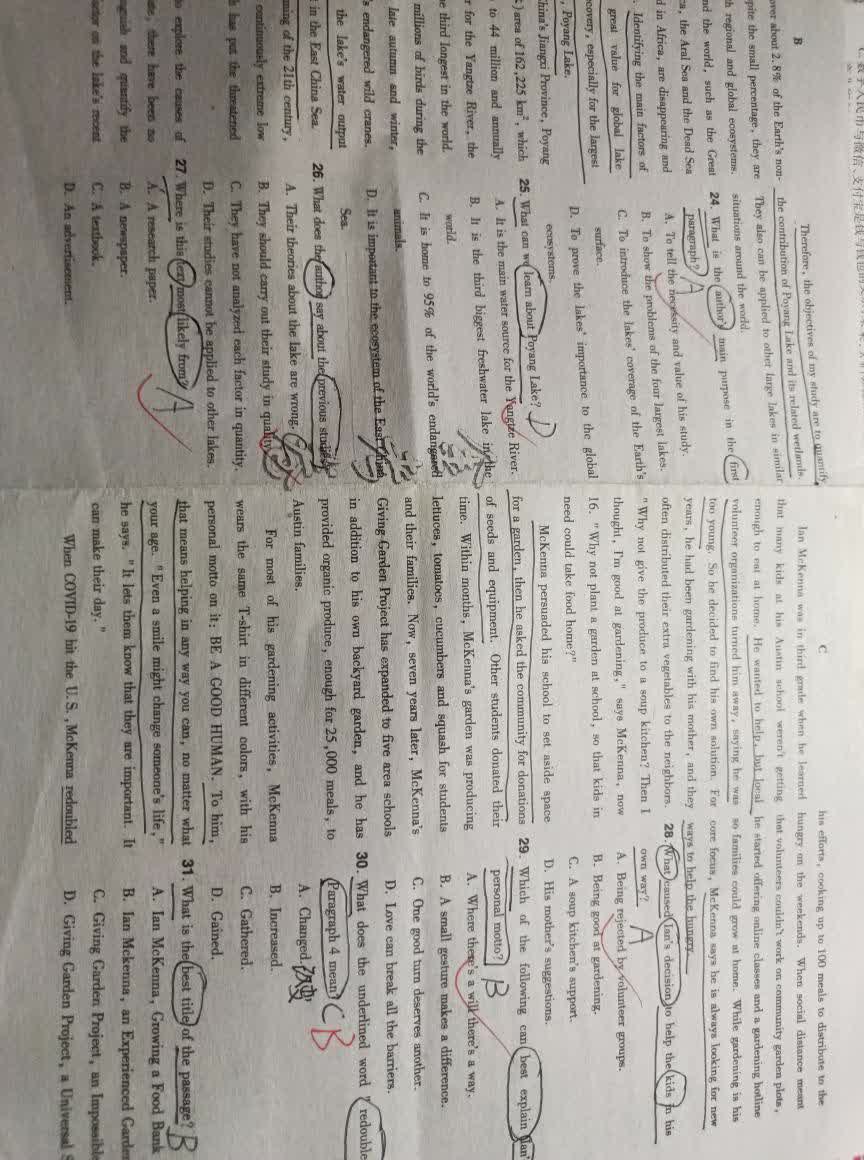 B
over about 2.8% of the Earth's non-
spite the small percentage, they are
h regional and global ecosystems.
nd the world, such as the Great
ca, the Aral Sea and the Dead Sea
d in Africa, are disappearing and
. Identifying the main factors of
great value for global lake
ecovery, especially for the largest
, Poyang Lake.
hina's Jiangxi Province, Poyang
area of 162,225 km², which
to 44 million and annually
r for the Yangtze River, the
he third longest in the world.
millions of birds during the
late autumn and winter,
's endangered wild cranes.
the lake's water output
in the East China Sea.
nning of the 21th century,
continuously extreme low
h has put the threatened
to explore the causes of
ate, there have been no
nguish and quantify the
factor on the lake's recent
Therefore, the objectives of my study are to quantify
the contribution of Poyang Lake and its related wetlands.
They also can be applied to other large lakes in similar
situations around the world.
24. What is the author's main purpose in the first
paragraph? A
A. To tell the necessity and value of his study.
B. To show the problems of the four largest lakes.
C. To introduce the lakes' coverage of the Earth's
surface.
D. To prove the lakes' importance to the global
ecosystems.
25. What can we learn about Poyang Lake? D
A. It is the main water source for the Yangtze River.
B. It is the third biggest freshwater lake in the
world.
C. It is home to 95% of the world's endangered
animals.
D. It is important to the ecosystem of the East China
Sea.
26. What does the author say about the previous studies?
A. Their theories about the lake are wrong.
B. They should carry out their study in quality.
C. They have not analyzed each factor in quantity.
D. Their studies cannot be applied to other lakes.
27. Where is this text most likely from? A
A. A research paper.
B. A newspaper.
C. A textbook.
D. An advertisement.
C
Ian McKenna was in third grade when he learned
that many kids at his Austin school weren't getting
enough to eat at home. He wanted to help, but local
volunteer organisations turned him away, saying he was
too young. So he decided to find his own solution. For
years, he had been gardening with his mother, and they
often distributed their extra vegetables to the neighbors.
"Why not give the produce to a soup kitchen? Then I
thought, I'm good at gardening," says McKenna, now
16. "Why not plant a garden at school, so that kids in
need could take food home?"
McKenna persuaded his school to set aside space
for a garden, then he asked the community for donations
of seeds and equipment. Other students donated their
time. Within months, McKenna's garden was producing
lettuces, tomatoes, cucumbers and squash for students
and their families. Now, seven years later, McKenna's
Giving Garden Project has expanded to five area schools
in addition to his own backyard garden, and he has
provided organic produce, enough for 25,000 meals, to
Austin families.
For most of his gardening activities, McKenna
wears the same T-shirt in different colors, with his
personal motto on it: BE A GOOD HUMAN. To him,
that means helping in any way you can, no matter what
your age. "Even a smile might change someone's life,"
he says. "It lets them know that they are important. It
can make their day."
When COVID-19 hit the U.S., McKenna redoubled
his efforts, cooking up to 100 meals to distribute to the
hungry on the weekends. When social distance meant
that volunteers couldn't work on community garden plots,
he started offering online classes and a gardening hotline
so families could grow at home. While gardening is his
core focus, McKenna says he is always looking for new
ways to help the hungry.
28. What caused Ian's decision to help the kids in his
own way? A
A. Being rejected by volunteer groups.
B. Being good at gardening.
C. A soup kitchen's support.
D. His mother's suggestions.
29. Which of the following can best explain Ian'
personal motto? B
A. Where there's a will there's a way.
B. A small gesture makes a difference.
C. One good turn deserves another.
D. Love can break all the barriers.
30. What does the underlined word "redouble
Paragraph 4 mean? C B
A. Changed. 改变
B. Increased.
C. Gathered.
D. Gained.
31. What is the best title of the passage? B
A. Ian McKenna, Growing a Food Bank
B. Ian Mckenna, an Experienced Garden
C. Giving Garden Project, an Impossible
D. Giving Garden Project, a Universal S